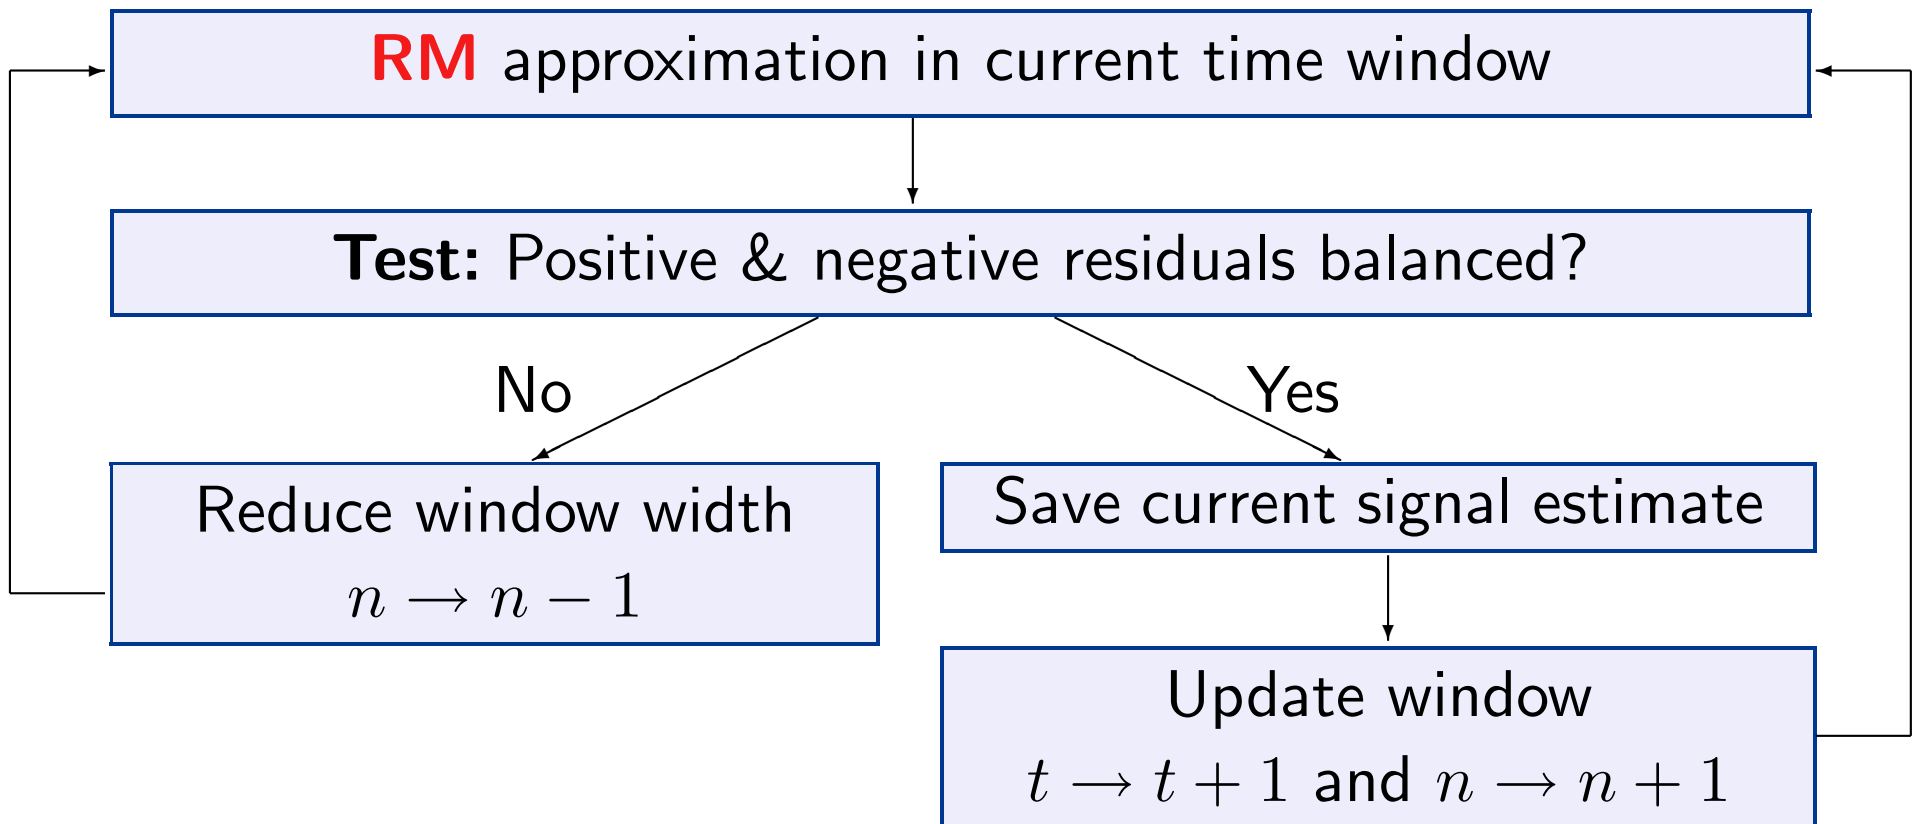 RM approximation in current time window
Test: Positive & negative residuals balanced?
No
Yes
Reduce window width
n → n − 1
Save current signal estimate
Update window
t → t + 1 and n → n + 1